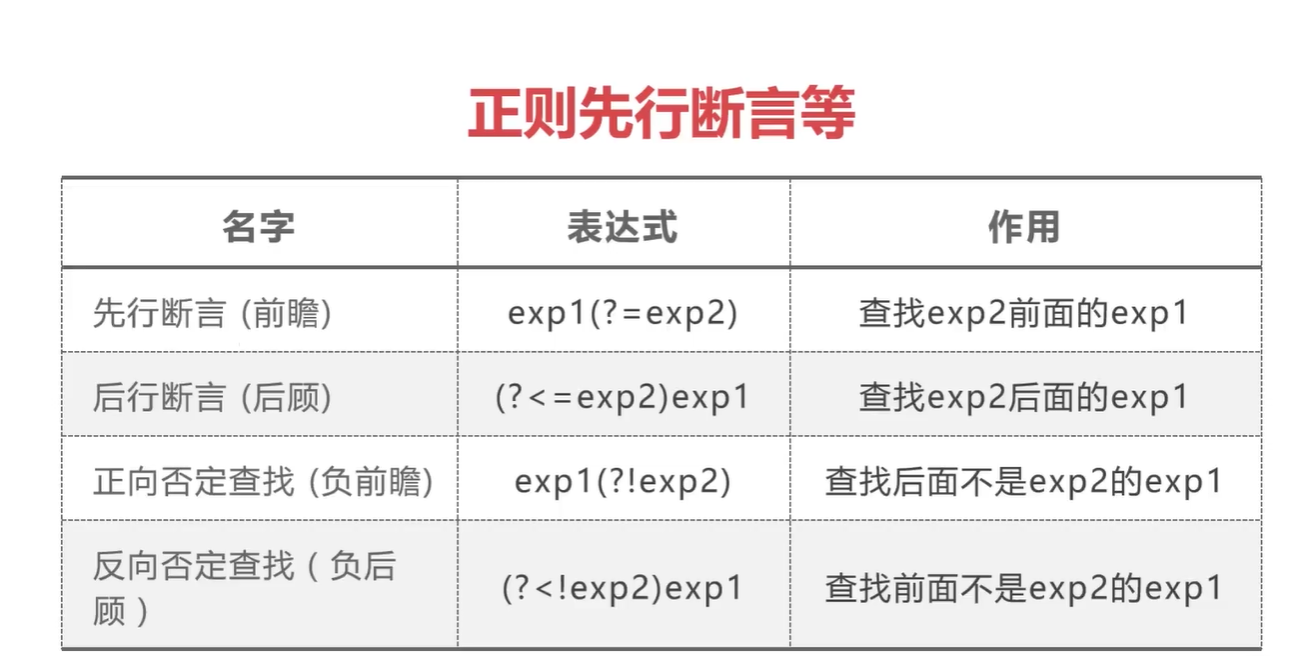 正则先行断言等
名字 表达式 作用
先行断言 (前瞻) exp1(?=exp2) 查找exp2前面的exp1
后行断言 (后顾) (?<=exp2)exp1 查找exp2后面的exp1
正向否定查找 (负前瞻) exp1(?!exp2) 查找后面不是exp2的exp1
反向否定查找 ( 负后
顾 ) (?<!exp2)exp1 查找前面不是exp2的exp1